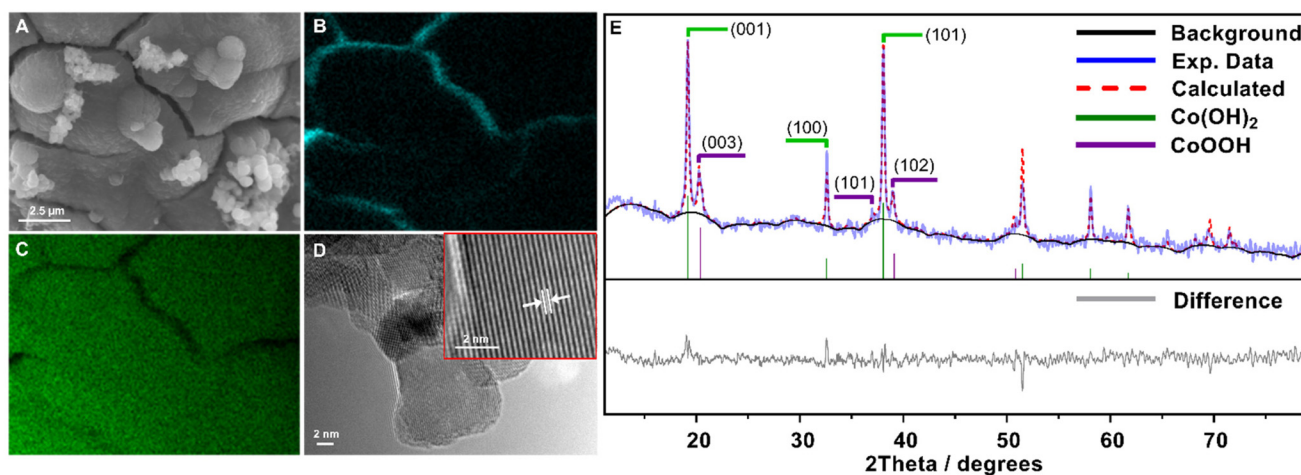 A
2.5 µm
B
C
D
2 nm
2 nm
E
(001)
(003)
(100)
(101)
(101)
(102)
Background
Exp. Data
Calculated
Co(OH)₂
CoOOH
Difference
20 30 40 50 60 70
2Theta / degrees